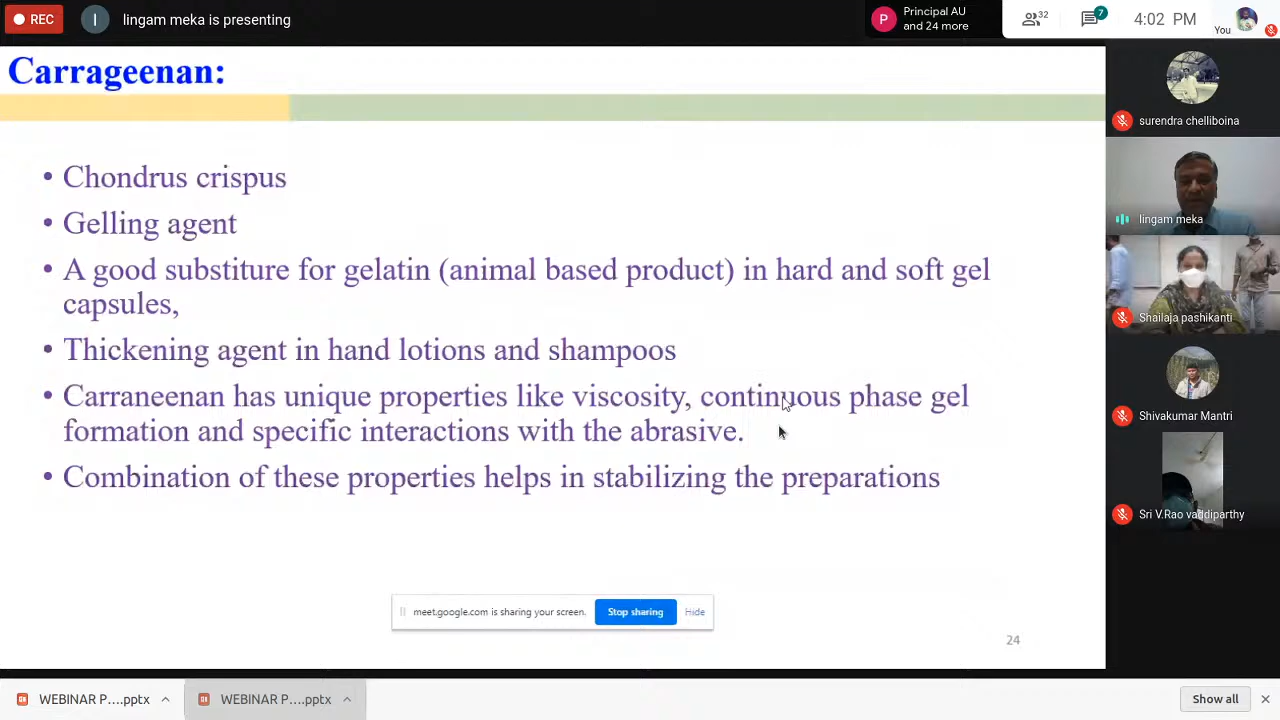 REC
l
lingam meka is presenting
P
Principal AU
and 24 more
32
7
4:02 PM
You
Carrageenan:
• Chondrus crispus
• Gelling agent
• A good substiture for gelatin (animal based product) in hard and soft gel
capsules,
• Thickening agent in hand lotions and shampoos
• Carraneenan has unique properties like viscosity, continuous phase gel
formation and specific interactions with the abrasive.
• Combination of these properties helps in stabilizing the preparations
meet.google.com is sharing your screen.
Stop sharing
Hide
24
surendra chelliboina
lingam meka
Shailaja pashikanti
Shivakumar Mantri
Sri V.Rao vaddiparthy
WEBINAR P....pptx
WEBINAR P....pptx
Show all